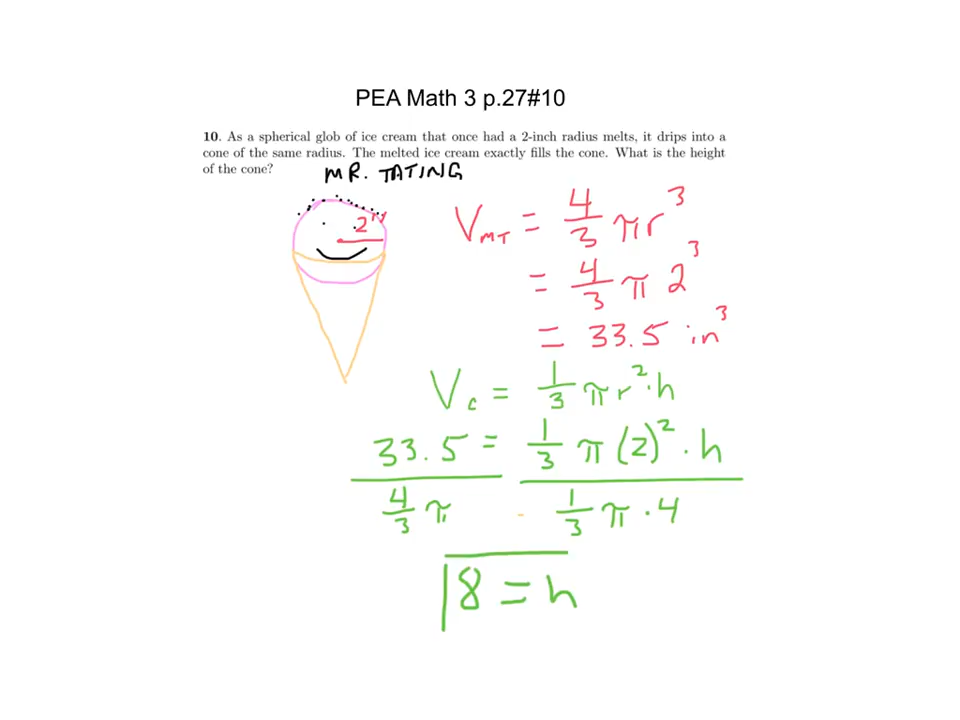 PEA Math 3 p.27#10
10. As a spherical glob of ice cream that once had a 2-inch radius melts, it drips into a
cone of the same radius. The melted ice cream exactly fills the cone. What is the height
of the cone?
MR. TATING
2"
V_MT = 4/3 πr³
= 4/3 π 2³
= 33.5 in³
V_c = 1/3 πr²·h
33.5 = 1/3 π(2)²·h
4/3 π 1/3 π·4
8 = h